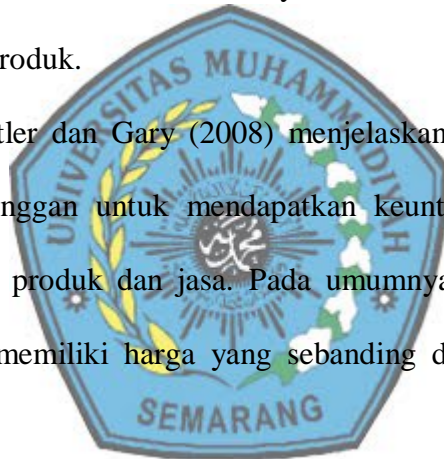 roduk.
UNIVERSITAS MUHAMMADIYAH
tler dan Gary (2008) menjelaskan
nggan untuk mendapatkan keunt
محمد
produk dan jasa. Pada umumnya
memiliki harga yang sebanding d
SEMARANG